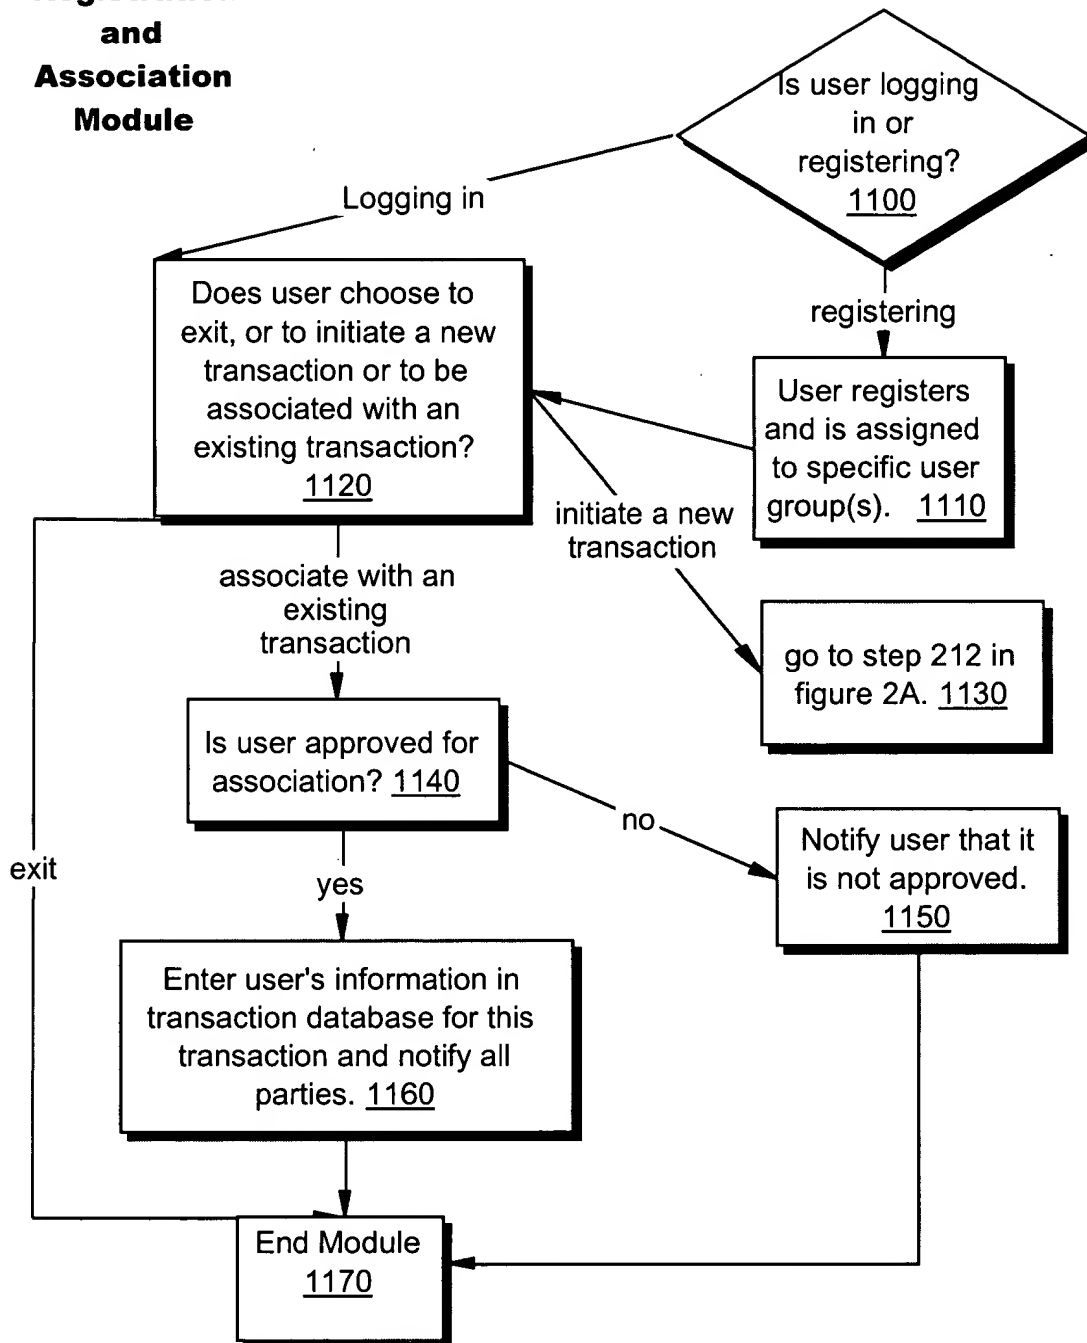 and
Association
Module
Is user logging
in or
registering?
1100
Logging in
registering
Does user choose to
exit, or to initiate a new
transaction or to be
associated with an
existing transaction?
1120
User registers
and is assigned
to specific user
group(s). 1110
initiate a new
transaction
associate with an
existing
transaction
go to step 212 in
figure 2A. 1130
Is user approved for
association? 1140
no
Notify user that it
is not approved.
1150
exit
yes
Enter user's information in
transaction database for this
transaction and notify all
parties. 1160
End Module
1170